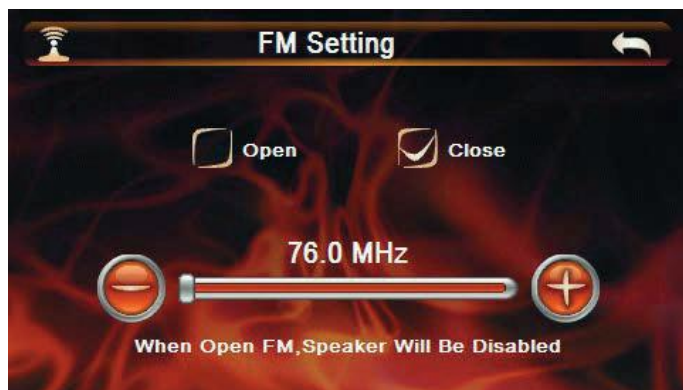 FM Setting
Open Close
76.0 MHz
When Open FM,Speaker Will Be Disabled